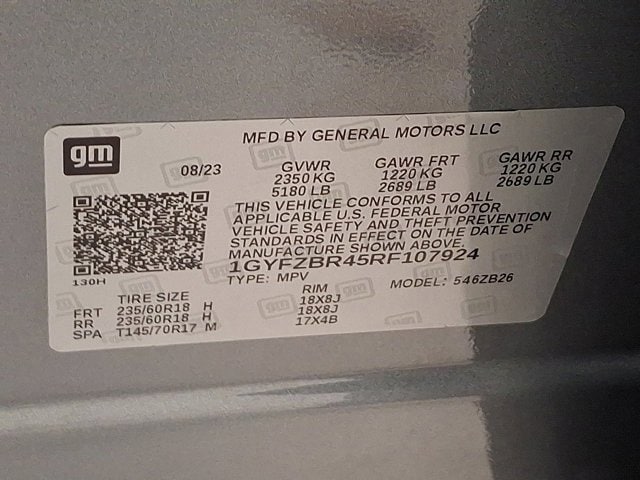 gm
MFD BY GENERAL MOTORS LLC
08/23
GVWR GAWR FRT GAWR RR
2350 KG 1220 KG 1220 KG
5180 LB 2689 LB 2689 LB
THIS VEHICLE CONFORMS TO ALL
APPLICABLE U.S. FEDERAL MOTOR
VEHICLE SAFETY AND THEFT PREVENTION
STANDARDS IN EFFECT ON THE DATE OF
MANUFACTURE SHOWN ABOVE.
1GYFZBR45RF107924
130H
TYPE: MPV MODEL: 546ZB26
TIRE SIZE RIM
FRT 235/60R18 H 18X8J
RR 235/60R18 H 18X8J
SPA T145/70R17 M 17X4B